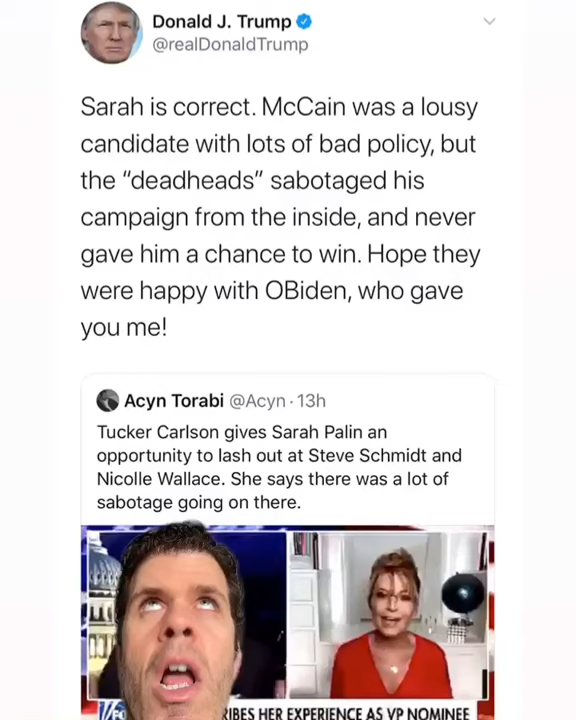 Donald J. Trump
@realDonaldTrump
Sarah is correct. McCain was a lousy
candidate with lots of bad policy, but
the "deadheads" sabotaged his
campaign from the inside, and never
gave him a chance to win. Hope they
were happy with OBiden, who gave
you me!
Acyn Torabi @Acyn · 13h
Tucker Carlson gives Sarah Palin an
opportunity to lash out at Steve Schmidt and
Nicolle Wallace. She says there was a lot of
sabotage going on there.
RIBES HER EXPERIENCE AS VP NOMINEE